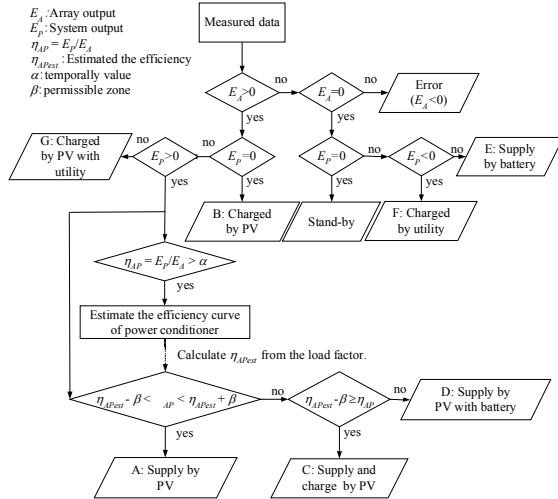 E_A: Array output
E_P: System output
η_AP = E_P/E_A
η_APest: Estimated the efficiency
α: temporally value
β: permissible zone
Measured data
E_A>0
no
E_A=0
no
Error
(E_A<0)
yes
yes
G: Charged
by PV with
utility
no
E_P>0
no
E_P=0
E_P=0
no
E_P<0
no
E: Supply
by battery
yes
yes
yes
yes
B: Charged
by PV
Stand-by
F: Charged
by utility
η_AP = E_P/E_A > α
yes
Estimate the efficiency curve
of power conditioner
Calculate η_APest from the load factor.
η_APest - β < _AP < η_APest + β
no
η_APest - β ≥ η_AP
no
D: Supply by
PV with battery
yes
yes
A: Supply by
PV
C: Supply and
charge by PV